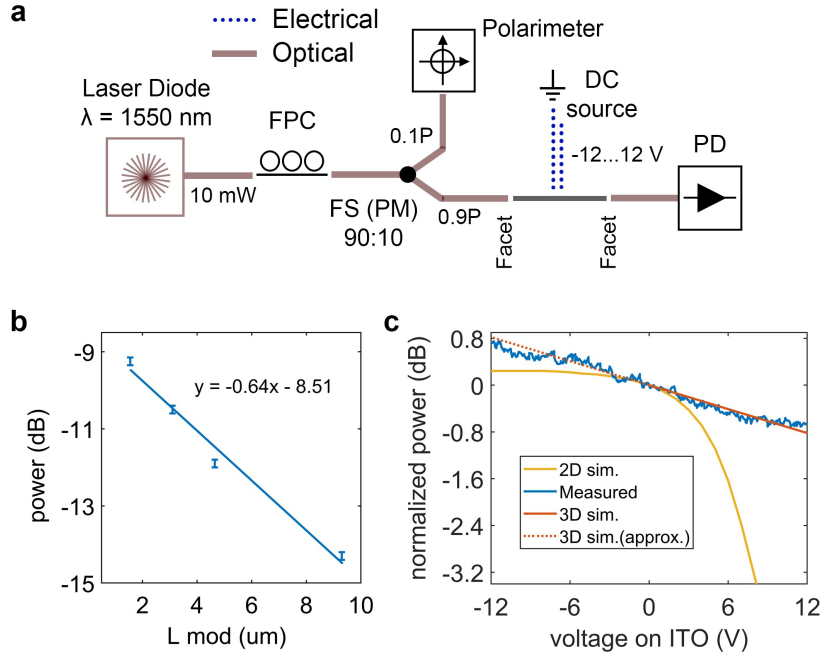 a
Electrical
Optical
Polarimeter
Laser Diode
λ = 1550 nm
FPC
DC
source
0.1P
-12...12 V
PD
10 mW
FS (PM)
90:10
0.9P
Facet
Facet
b
-9
-11
-13
-15
y = -0.64x - 8.51
2
4
6
8
10
power (dB)
L mod (um)
c
0.8
0
-0.8
-1.6
-2.4
-3.2
2D sim.
Measured
3D sim.
3D sim.(approx.)
-12
-6
0
6
12
normalized power (dB)
voltage on ITO (V)